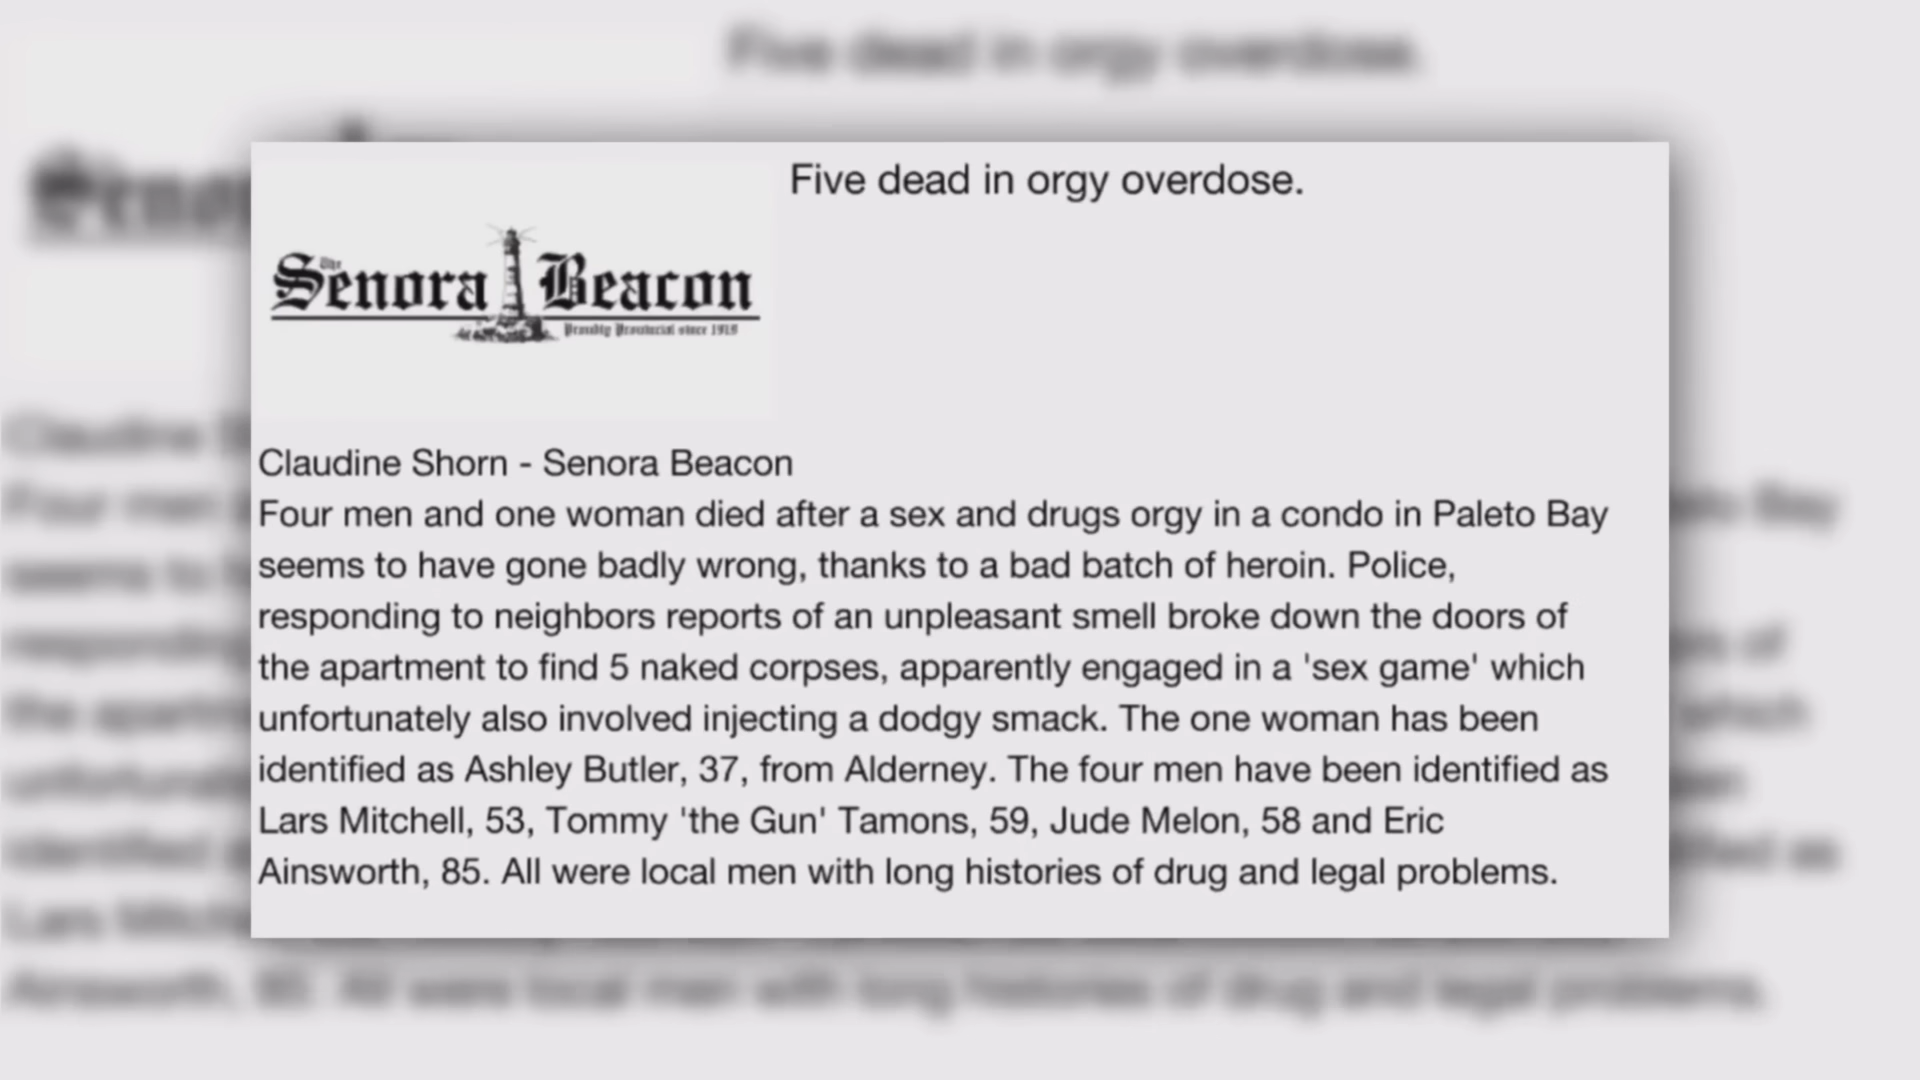 Five dead in orgy overdose.
The Senora Beacon
Proudly Provincial since 1919
Claudine Shorn - Senora Beacon
Four men and one woman died after a sex and drugs orgy in a condo in Paleto Bay
seems to have gone badly wrong, thanks to a bad batch of heroin. Police,
responding to neighbors reports of an unpleasant smell broke down the doors of
the apartment to find 5 naked corpses, apparently engaged in a 'sex game' which
unfortunately also involved injecting a dodgy smack. The one woman has been
identified as Ashley Butler, 37, from Alderney. The four men have been identified as
Lars Mitchell, 53, Tommy 'the Gun' Tamons, 59, Jude Melon, 58 and Eric
Ainsworth, 85. All were local men with long histories of drug and legal problems.